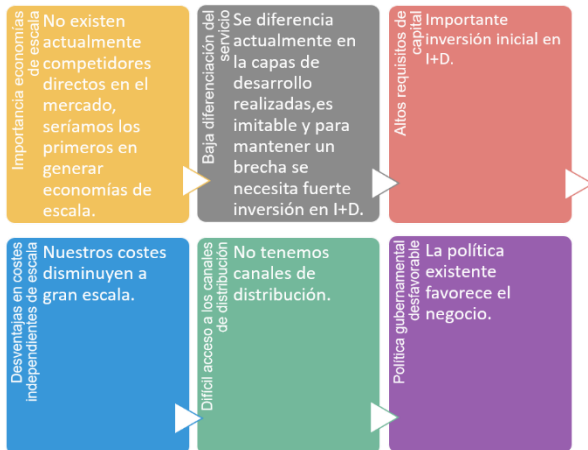 Importancia economías
de escala
No existen
actualmente
competidores
directos en el
mercado,
seríamos los
primeros en
generar
economías de
escala.
Baja diferenciación del
servicio
Se diferencia
actualmente en
la capas de
desarrollo
realizadas,es
imitable y para
mantener un
brecha se
necesita fuerte
inversión en I+D.
Altos requisitos de
capital
Importante
inversión inicial en
I+D.
Desventajas en costes
independientes de escala
Nuestros costes
disminuyen a
gran escala.
Difícil acceso a los canales
de distribución
No tenemos
canales de
distribución.
Política gubernamental
desfavorable
La política
existente
favorece el
negocio.